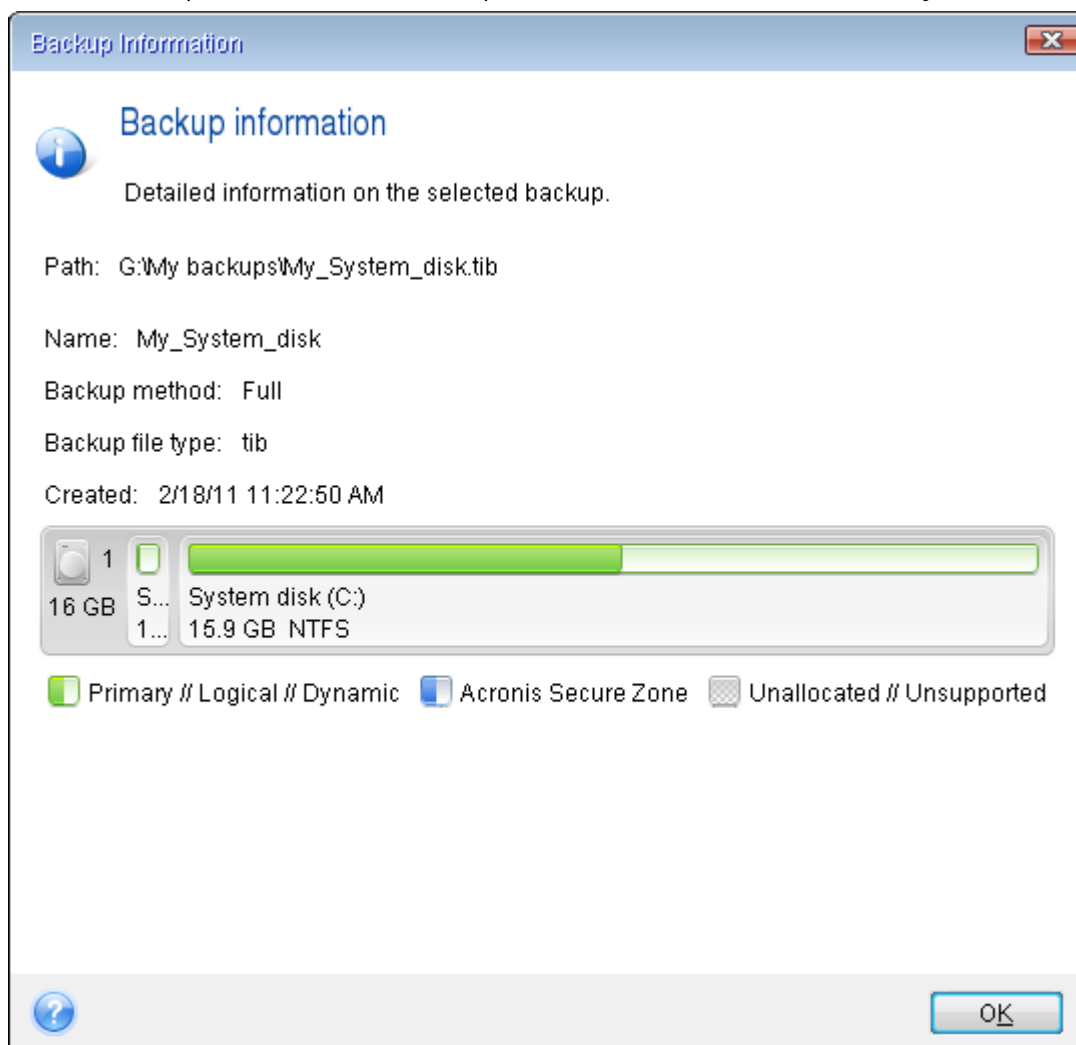 Backup Information
Backup information
Detailed information on the selected backup.
Path: G:\My backups\My_System_disk.tib
Name: My_System_disk
Backup method: Full
Backup file type: tib
Created: 2/18/11 11:22:50 AM
1
16 GB
S...
1...
System disk (C:)
15.9 GB NTFS
Primary // Logical // Dynamic Acronis Secure Zone Unallocated // Unsupported
OK